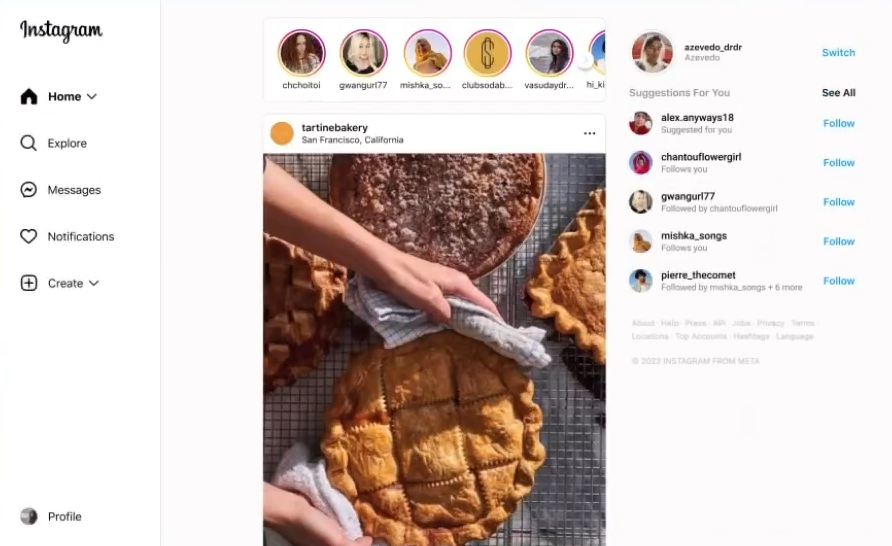 Instagram
Home
Explore
Messages
Notifications
Create
Profile
chchoitoi
gwangurl77
mishka_so...
clubsodab...
vasudaydr...
hi_ki
tartinebakery
San Francisco, California
azevedo_drdr
Azevedo
Switch
Suggestions For You
See All
alex.anyways18
Suggested for you
Follow
chantouflowergirl
Follows you
Follow
gwangurl77
Followed by chantouflowergirl
Follow
mishka_songs
Follows you
Follow
pierre_thecomet
Followed by mishka_songs + 6 more
Follow
About · Help · Press · API · Jobs · Privacy · Terms ·
Locations · Top Accounts · Hashtags · Language
© 2022 INSTAGRAM FROM META